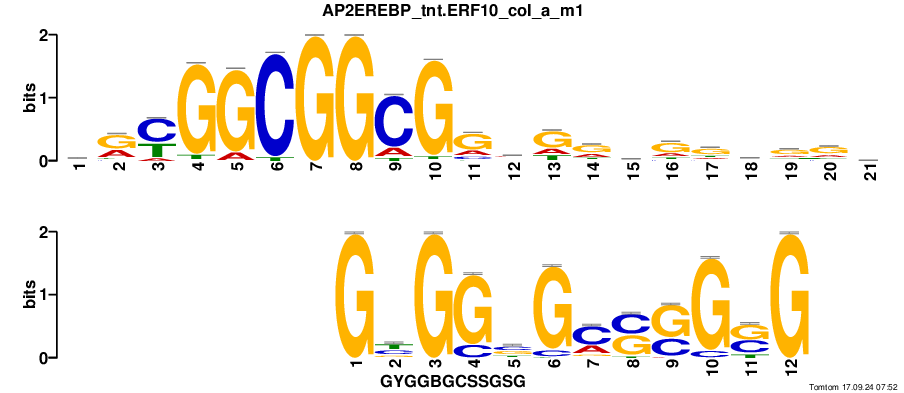 AP2EREBP_tnt.ERF10_col_a_m1
2
bits
1
0
1 2 3 4 5 6 7 8 9 10 11 12 13 14 15 16 17 18 19 20 21
2
bits
1
0
1 2 3 4 5 6 7 8 9 10 11 12
GYGGBGCSSGSG
Tomtom 17.09.24 07:52